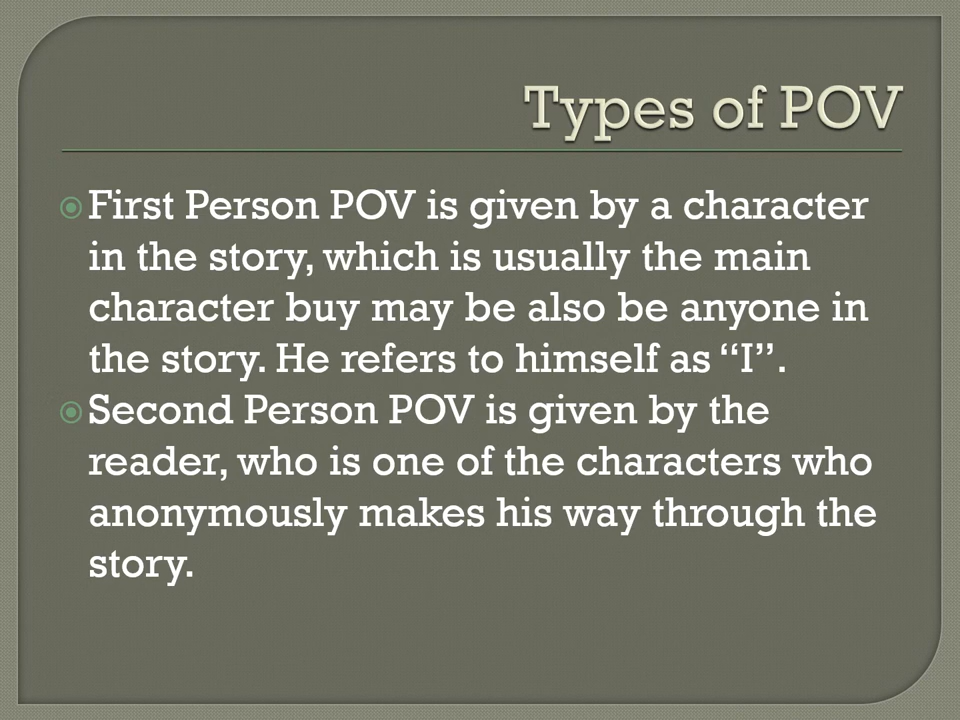 Types of POV
First Person POV is given by a character
in the story, which is usually the main
character buy may be also be anyone in
the story. He refers to himself as “I”.
Second Person POV is given by the
reader, who is one of the characters who
anonymously makes his way through the
story.